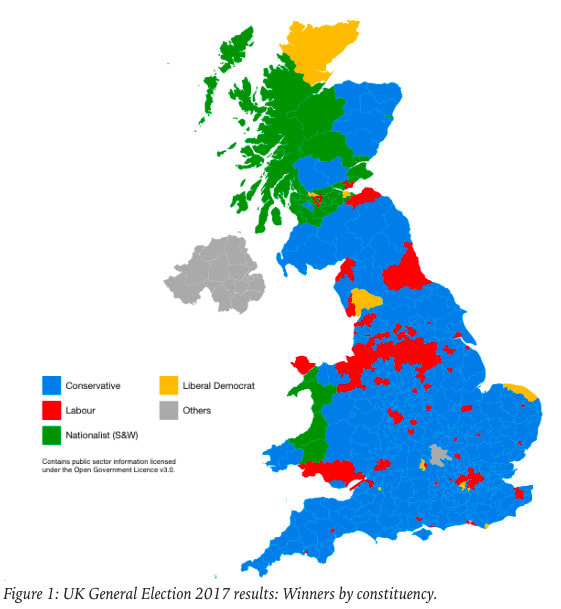 Conservative
Liberal Democrat
Labour
Others
Nationalist (S&W)
Contains public sector information licensed
under the Open Government Licence v3.0.
Figure 1: UK General Election 2017 results: Winners by constituency.